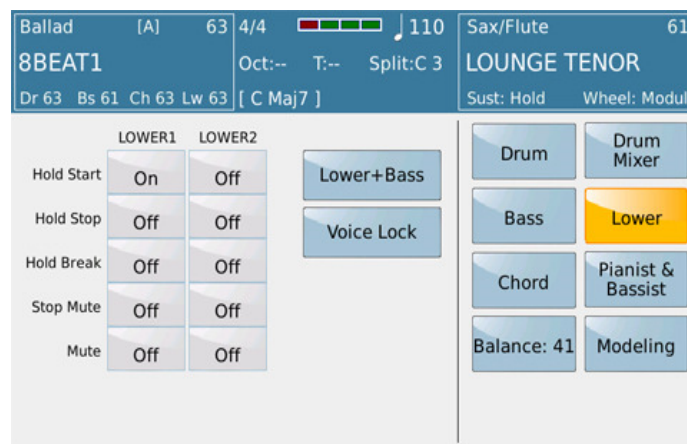 Ballad [A] 63 4/4 110 Sax/Flute 61
8BEAT1 Oct:-- T:-- Split:C 3 LOUNGE TENOR
Dr 63 Bs 61 Ch 63 Lw 63 [ C Maj7 ] Sust: Hold Wheel: Modul
LOWER1 LOWER2
Hold Start On Off
Hold Stop Off Off
Hold Break Off Off
Stop Mute Off Off
Mute Off Off
Lower+Bass
Voice Lock
Drum
Drum
Mixer
Bass
Lower
Chord
Pianist &
Bassist
Balance: 41
Modeling